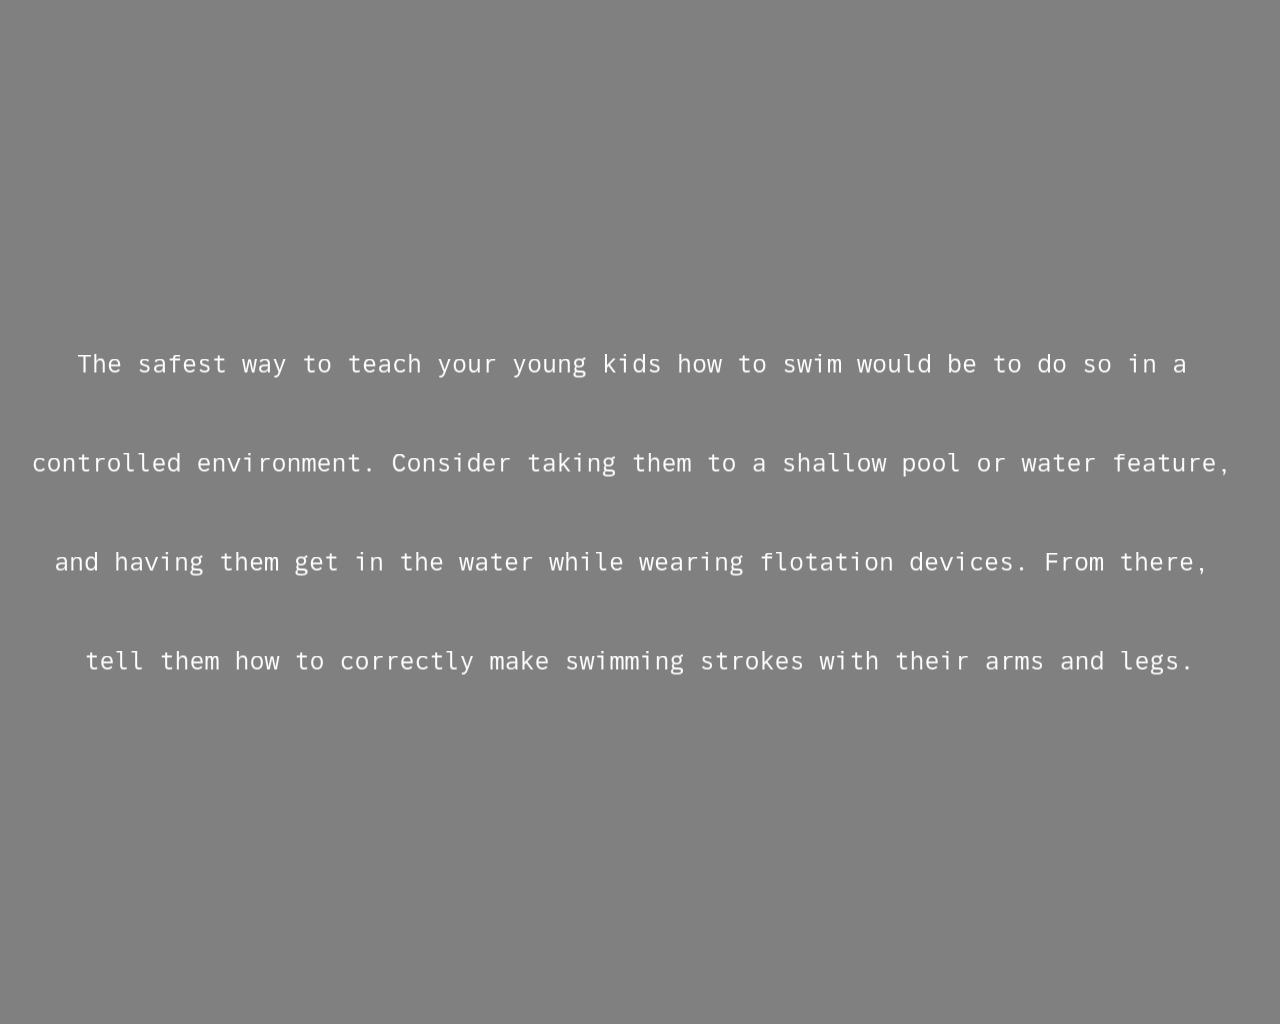 The safest way to teach your young kids how to swim would be to do so in a
controlled environment. Consider taking them to a shallow pool or water feature,
and having them get in the water while wearing flotation devices. From there,
tell them how to correctly make swimming strokes with their arms and legs.